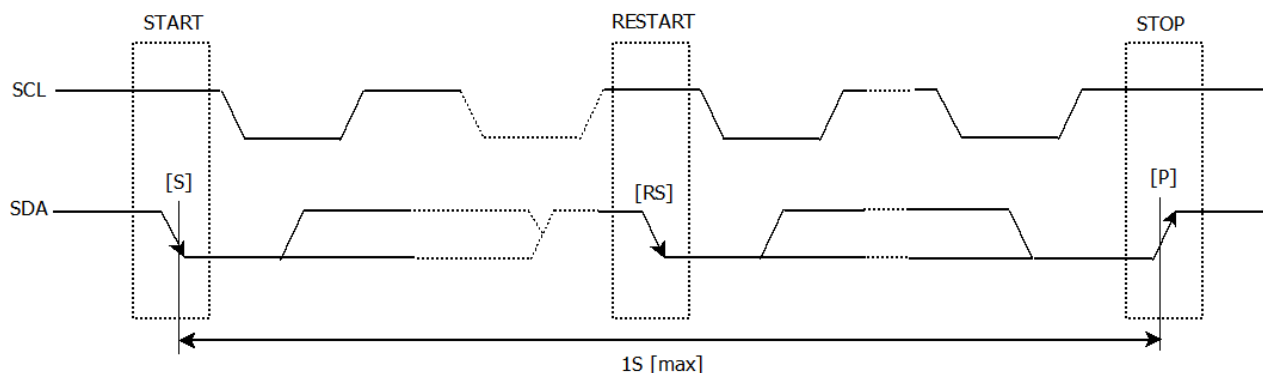 START
RESTART
STOP
SCL
[S]
[RS]
[P]
SDA
1S [max]